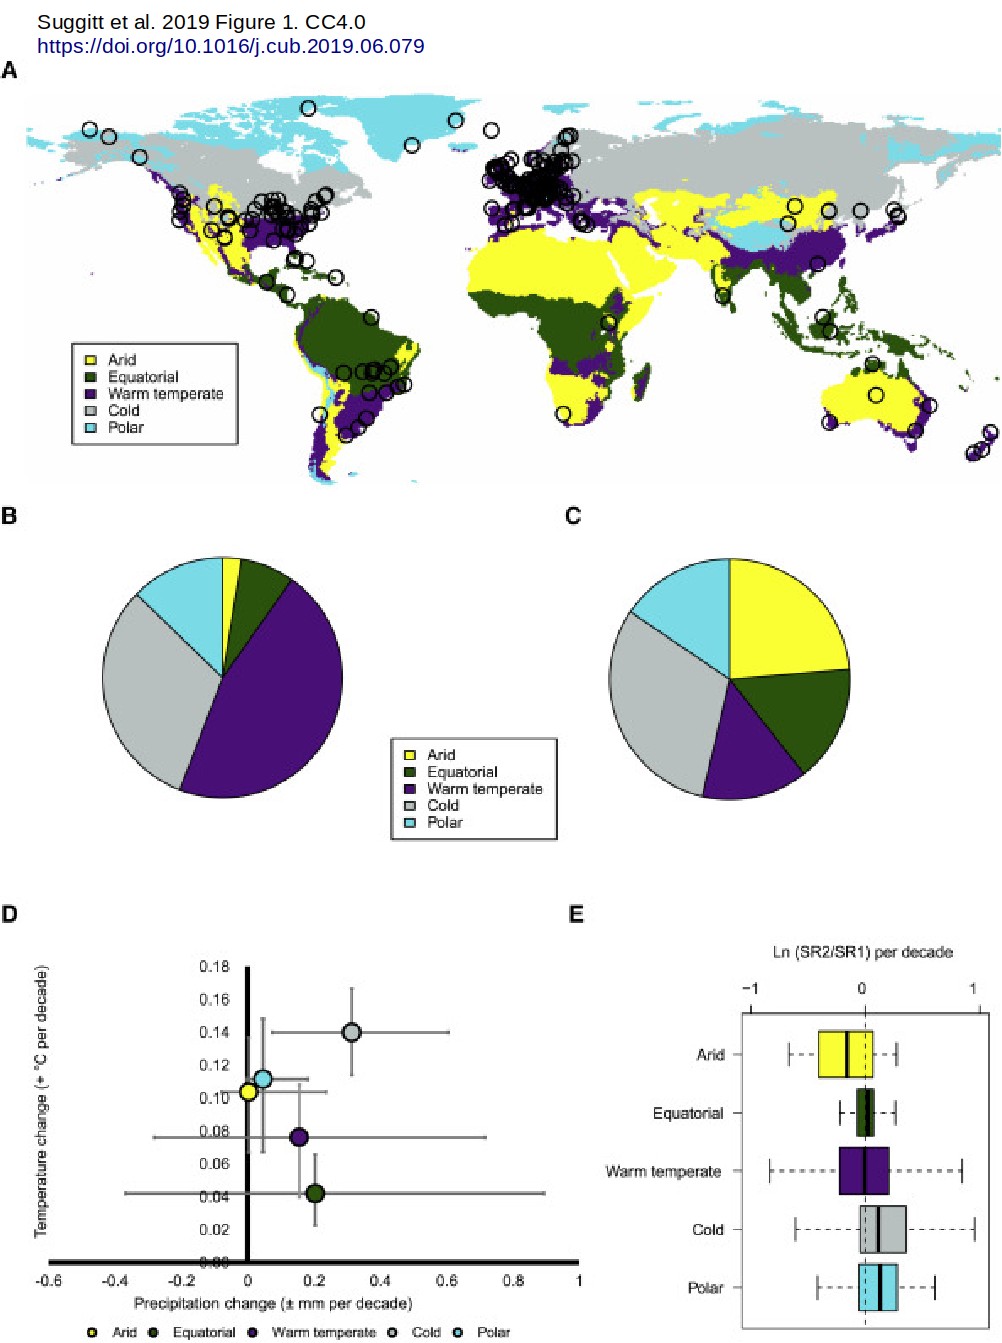 Suggitt et al. 2019 Figure 1. CC4.0
https://doi.org/10.1016/j.cub.2019.06.079
A
Arid
Equatorial
Warm temperate
Cold
Polar
B
C
Arid
Equatorial
Warm temperate
Cold
Polar
D
Temperature change (+ °C per decade)
0.18
0.16
0.14
0.12
0.10
0.08
0.06
0.04
0.02
0.00
-0.6 -0.4 -0.2 0 0.2 0.4 0.6 0.8 1
Precipitation change (± mm per decade)
Arid Equatorial Warm temperate Cold Polar
E
Ln (SR2/SR1) per decade
−1 0 1
Arid
Equatorial
Warm temperate
Cold
Polar